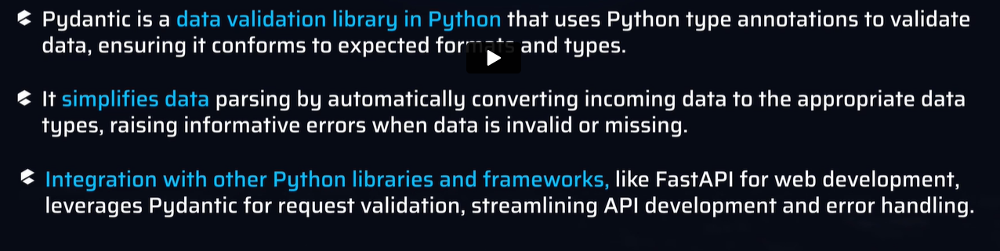 Pydantic is a data validation library in Python that uses Python type annotations to validate
data, ensuring it conforms to expected formats and types.
It simplifies data parsing by automatically converting incoming data to the appropriate data
types, raising informative errors when data is invalid or missing.
Integration with other Python libraries and frameworks, like FastAPI for web development,
leverages Pydantic for request validation, streamlining API development and error handling.